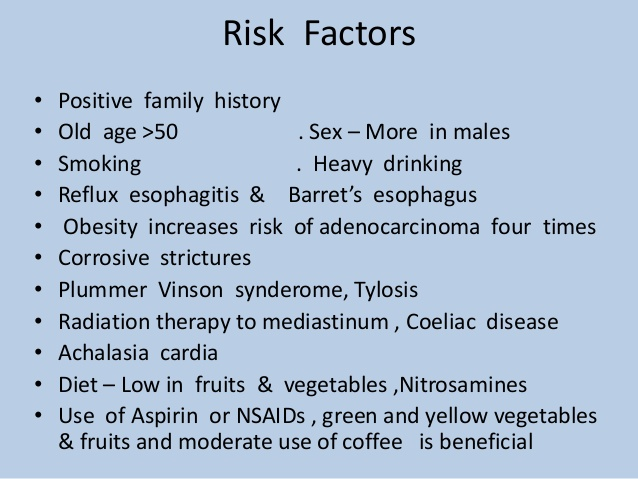 Risk Factors
• Positive family history
• Old age >50 . Sex – More in males
• Smoking . Heavy drinking
• Reflux esophagitis & Barret’s esophagus
• Obesity increases risk of adenocarcinoma four times
• Corrosive strictures
• Plummer Vinson synderome, Tylosis
• Radiation therapy to mediastinum , Coeliac disease
• Achalasia cardia
• Diet – Low in fruits & vegetables ,Nitrosamines
• Use of Aspirin or NSAIDs , green and yellow vegetables
& fruits and moderate use of coffee is beneficial